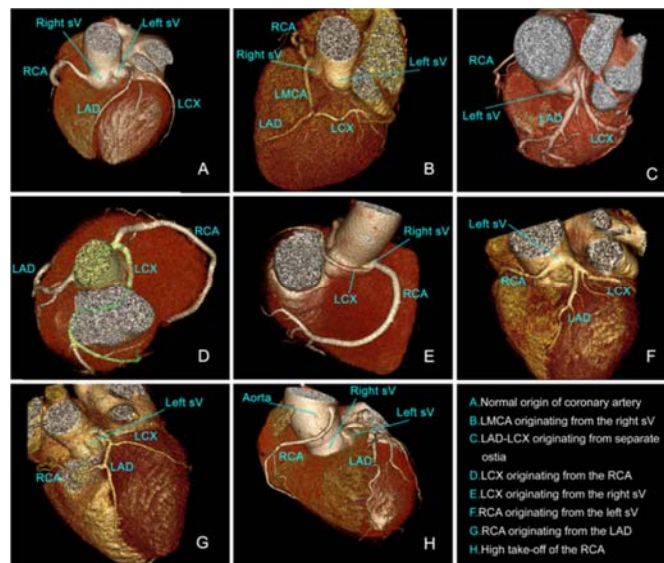 Right sV
Left sV
RCA
LAD
LCX
A
Right sV
Left sV
LMCA
LAD
LCX
B
RCA
Left sV
LAD
LCX
C
RCA
LAD
LCX
D
Right sV
LCX
RCA
E
Left sV
RCA
LCX
LAD
F
Left sV
LCX
RCA
LAD
G
Right sV
Aorta
Left sV
RCA
LAD
H
A.Normal origin of coronary artery
B.LMCA originating from the right sV
C.LAD-LCX originating from separate
ostia
D.LCX originating from the RCA
E.LCX originating from the right sV
F.RCA originating from the left sV
G.RCA originating from the LAD
H.High take-off of the RCA